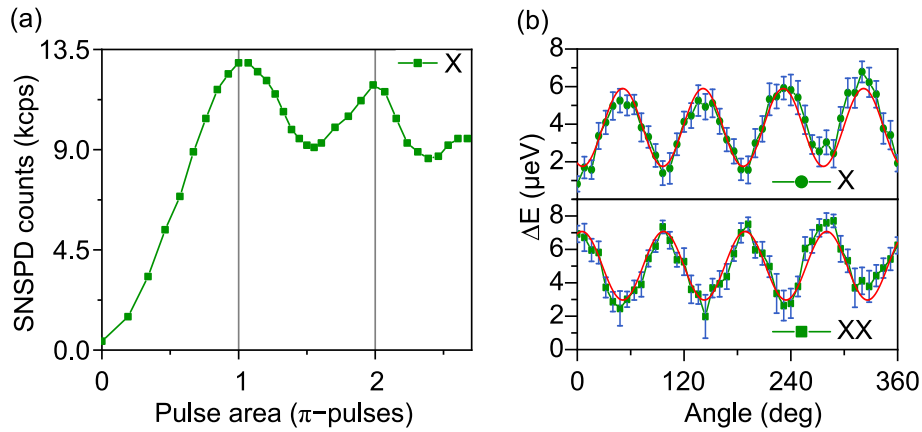 (a)
X
13.5
9.0
4.5
0.0
SNSPD counts (kcps)
0
1
2
Pulse area (π−pulses)
(b)
8
6
4
2
X
8
6
4
2
0
XX
ΔE (μeV)
0
120
240
360
Angle (deg)